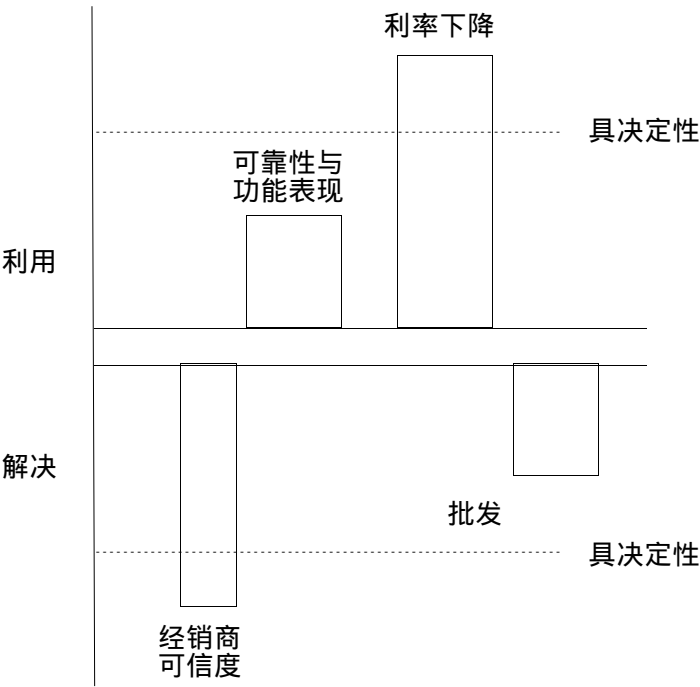 利率下降
具决定性
可靠性与
功能表现
利用
解决
批发
具决定性
经销商
可信度